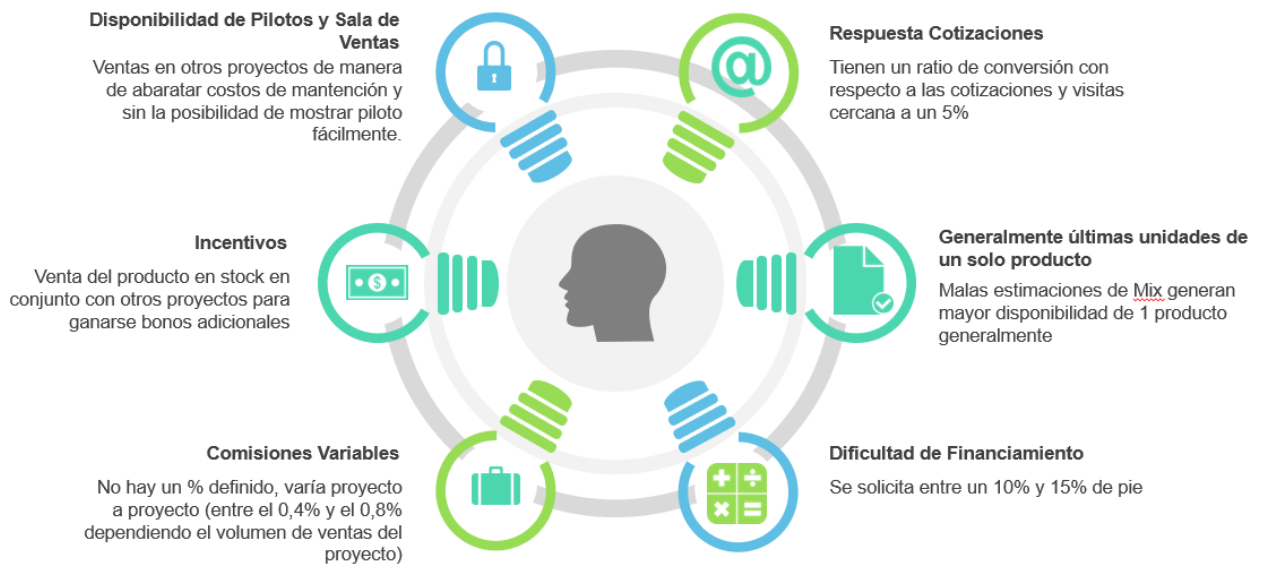 Disponibilidad de Pilotos y Sala de
Ventas
Ventas en otros proyectos de manera
de abaratar costos de mantención y
sin la posibilidad de mostrar piloto
fácilmente.
Respuesta Cotizaciones
Tienen un ratio de conversión con
respecto a las cotizaciones y visitas
cercana a un 5%
Incentivos
Venta del producto en stock en
conjunto con otros proyectos para
ganarse bonos adicionales
Generalmente últimas unidades de
un solo producto
Malas estimaciones de Mix generan
mayor disponibilidad de 1 producto
generalmente
Comisiones Variables
No hay un % definido, varía proyecto
a proyecto (entre el 0,4% y el 0,8%
dependiendo el volumen de ventas del
proyecto)
Dificultad de Financiamiento
Se solicita entre un 10% y 15% de pie